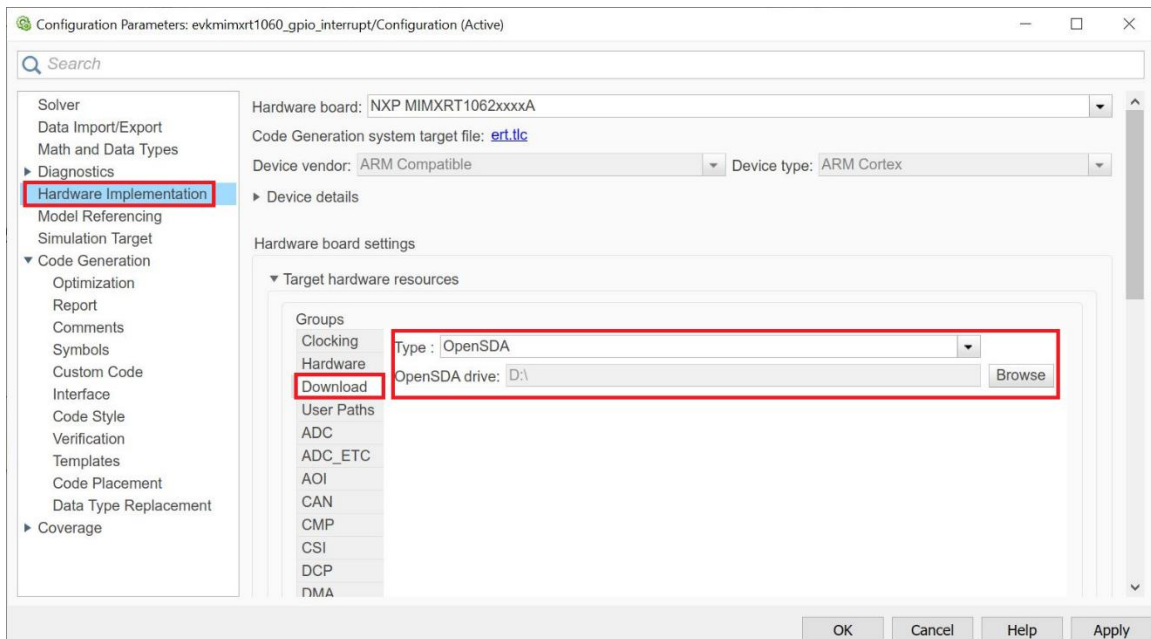 Configuration Parameters: evkmimxrt1060_gpio_interrupt/Configuration (Active)
Search
Solver
Data Import/Export
Math and Data Types
Diagnostics
Hardware Implementation
Model Referencing
Simulation Target
Code Generation
Optimization
Report
Comments
Symbols
Custom Code
Interface
Code Style
Verification
Templates
Code Placement
Data Type Replacement
Coverage
Hardware board: NXP MIMXRT1062xxxxA
Code Generation system target file: ert.tlc
Device vendor: ARM Compatible Device type: ARM Cortex
Device details
Hardware board settings
Target hardware resources
Groups
Clocking
Hardware
Download
User Paths
ADC
ADC_ETC
AOI
CAN
CMP
CSI
DCP
DMA
Type : OpenSDA
OpenSDA drive: D:\ Browse
OK Cancel Help Apply